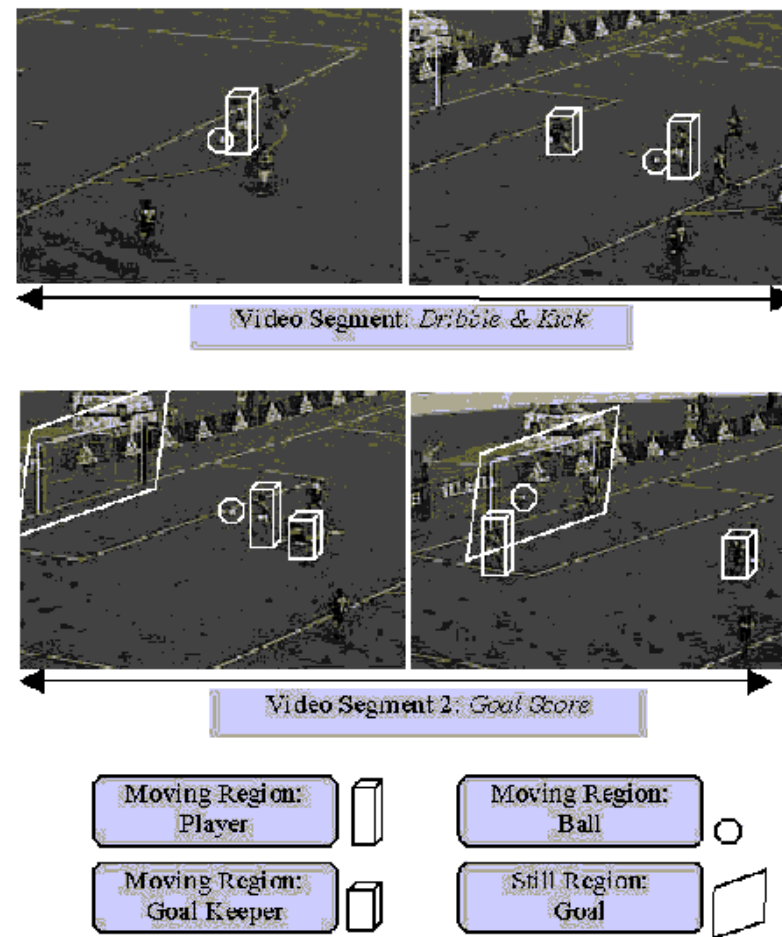 Video Segment: Dribble & Kick
Video Segment 2: Goal Score
Moving Region:
Player
Moving Region:
Ball
Moving Region:
Goal Keeper
Still Region:
Goal